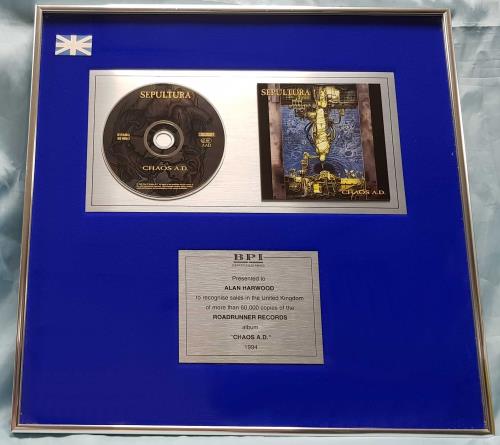 SEPULTURA
CHAOS A.D.
SEPULTURA
CHAOS A.D.
BPI
Presented to
ALAN HARWOOD
to recognise sales in the United Kingdom
of more than 60,000 copies of the
ROADRUNNER RECORDS
album
"CHAOS A.D."
1994